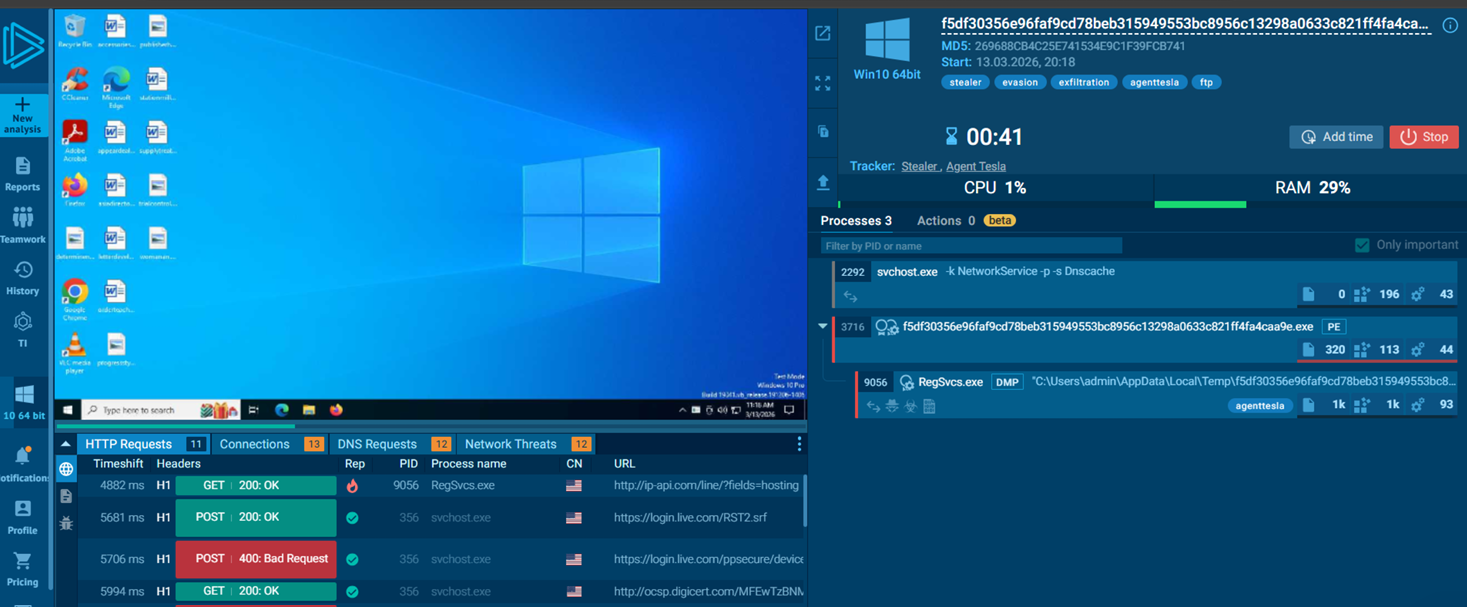 New analysis
Reports
Teamwork
History
TI
10 64 bit
otification
Profile
Pricing
Recycle Bin
CCleaner
Microsoft Edge
Adobe Acrobat
Firefox
Google Chrome
VLC media player
Test Mode
Windows 10 Pro
Build 19041.vb_release.191206-1406
Type here to search
11:18 AM
3/13/2026
HTTP Requests 11 Connections 13 DNS Requests 12 Network Threats 12
Timeshift Headers Rep PID Process name CN URL
4882 ms H1 GET 200: OK 9056 RegSvcs.exe http://ip-api.com/line/?fields=hosting
5681 ms H1 POST 200: OK 356 svchost.exe https://login.live.com/RST2.srf
5706 ms H1 POST 400: Bad Request 356 svchost.exe https://login.live.com/ppsecure/device
5994 ms H1 GET 200: OK 356 svchost.exe http://ocsp.digicert.com/MFEwTzBNM
Win10 64bit
f5df30356e96faf9cd78beb315949553bc8956c13298a0633c821ff4fa4ca...
MD5: 269688CB4C25E741534E9C1F39FCB741
Start: 13.03.2026, 20:18
stealer evasion exfiltration agenttesla ftp
00:41
Add time Stop
Tracker: Stealer, Agent Tesla
CPU 1% RAM 29%
Processes 3 Actions 0 beta
Filter by PID or name Only important
2292 svchost.exe -k NetworkService -p -s Dnscache
0 196 43
3716 f5df30356e96faf9cd78beb315949553bc8956c13298a0633c821ff4fa4caa9e.exe PE
320 113 44
9056 RegSvcs.exe DMP "C:\Users\admin\AppData\Local\Temp\f5df30356e96faf9cd78beb315949553bc8...
agenttesla 1k 1k 93